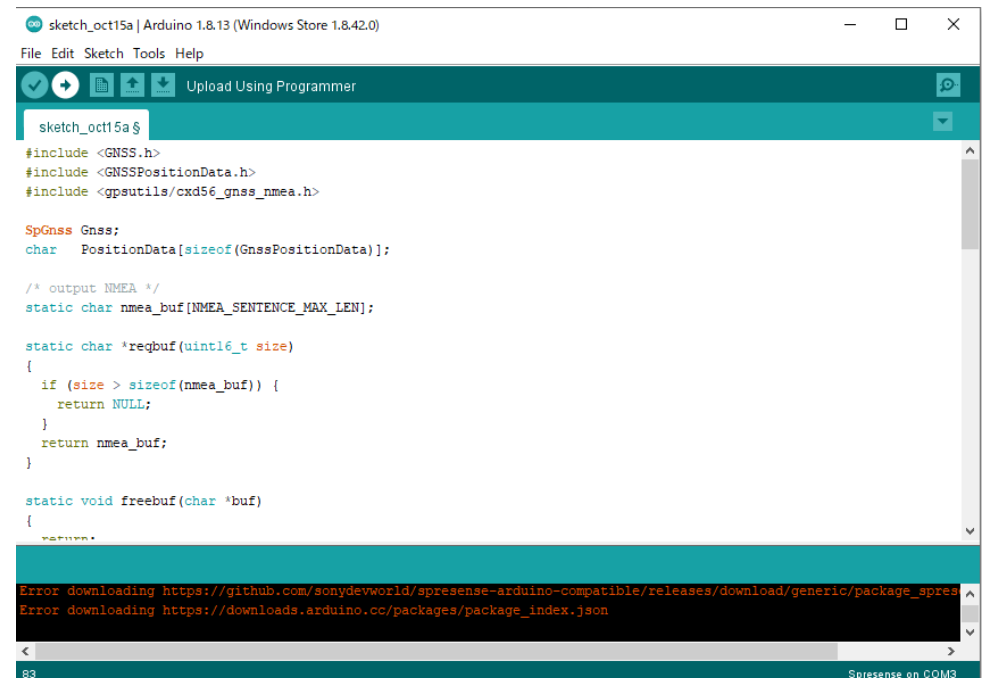 sketch_oct15a | Arduino 1.8.13 (Windows Store 1.8.42.0)
File Edit Sketch Tools Help
Upload Using Programmer
sketch_oct15a §
#include <GNSS.h>
#include <GNSSPositionData.h>
#include <gpsutils/cxd56_gnss_nmea.h>
SpGnss Gnss;
char   PositionData[sizeof(GnssPositionData)];
/* output NMEA */
static char nmea_buf[NMEA_SENTENCE_MAX_LEN];
static char *reqbuf(uint16_t size)
{
  if (size > sizeof(nmea_buf)) {
    return NULL;
  }
  return nmea_buf;
}
static void freebuf(char *buf)
{
  return;
Error downloading https://github.com/sonydevworld/spresense-arduino-compatible/releases/download/generic/package_spres
Error downloading https://downloads.arduino.cc/packages/package_index.json
83
Spresense on COM3